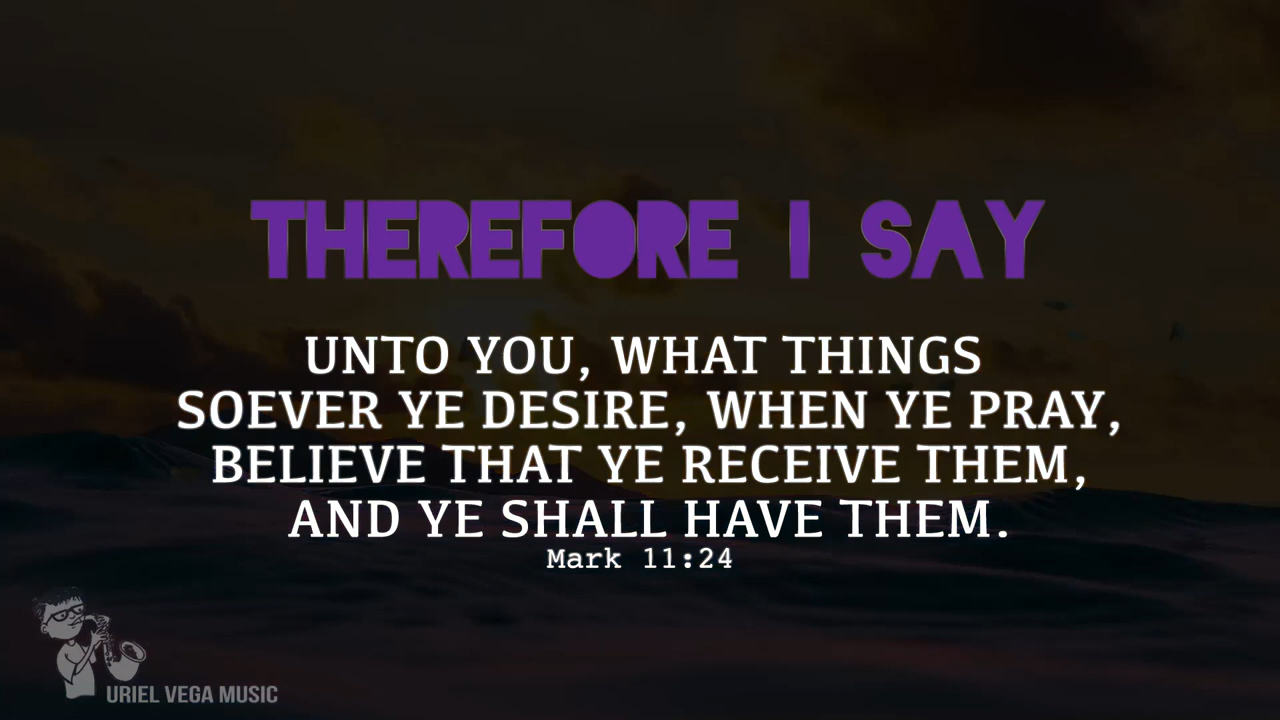 THEREFORE I SAY
UNTO YOU, WHAT THINGS
SOEVER YE DESIRE, WHEN YE PRAY,
BELIEVE THAT YE RECEIVE THEM,
AND YE SHALL HAVE THEM.
Mark 11:24
URIEL VEGA MUSIC